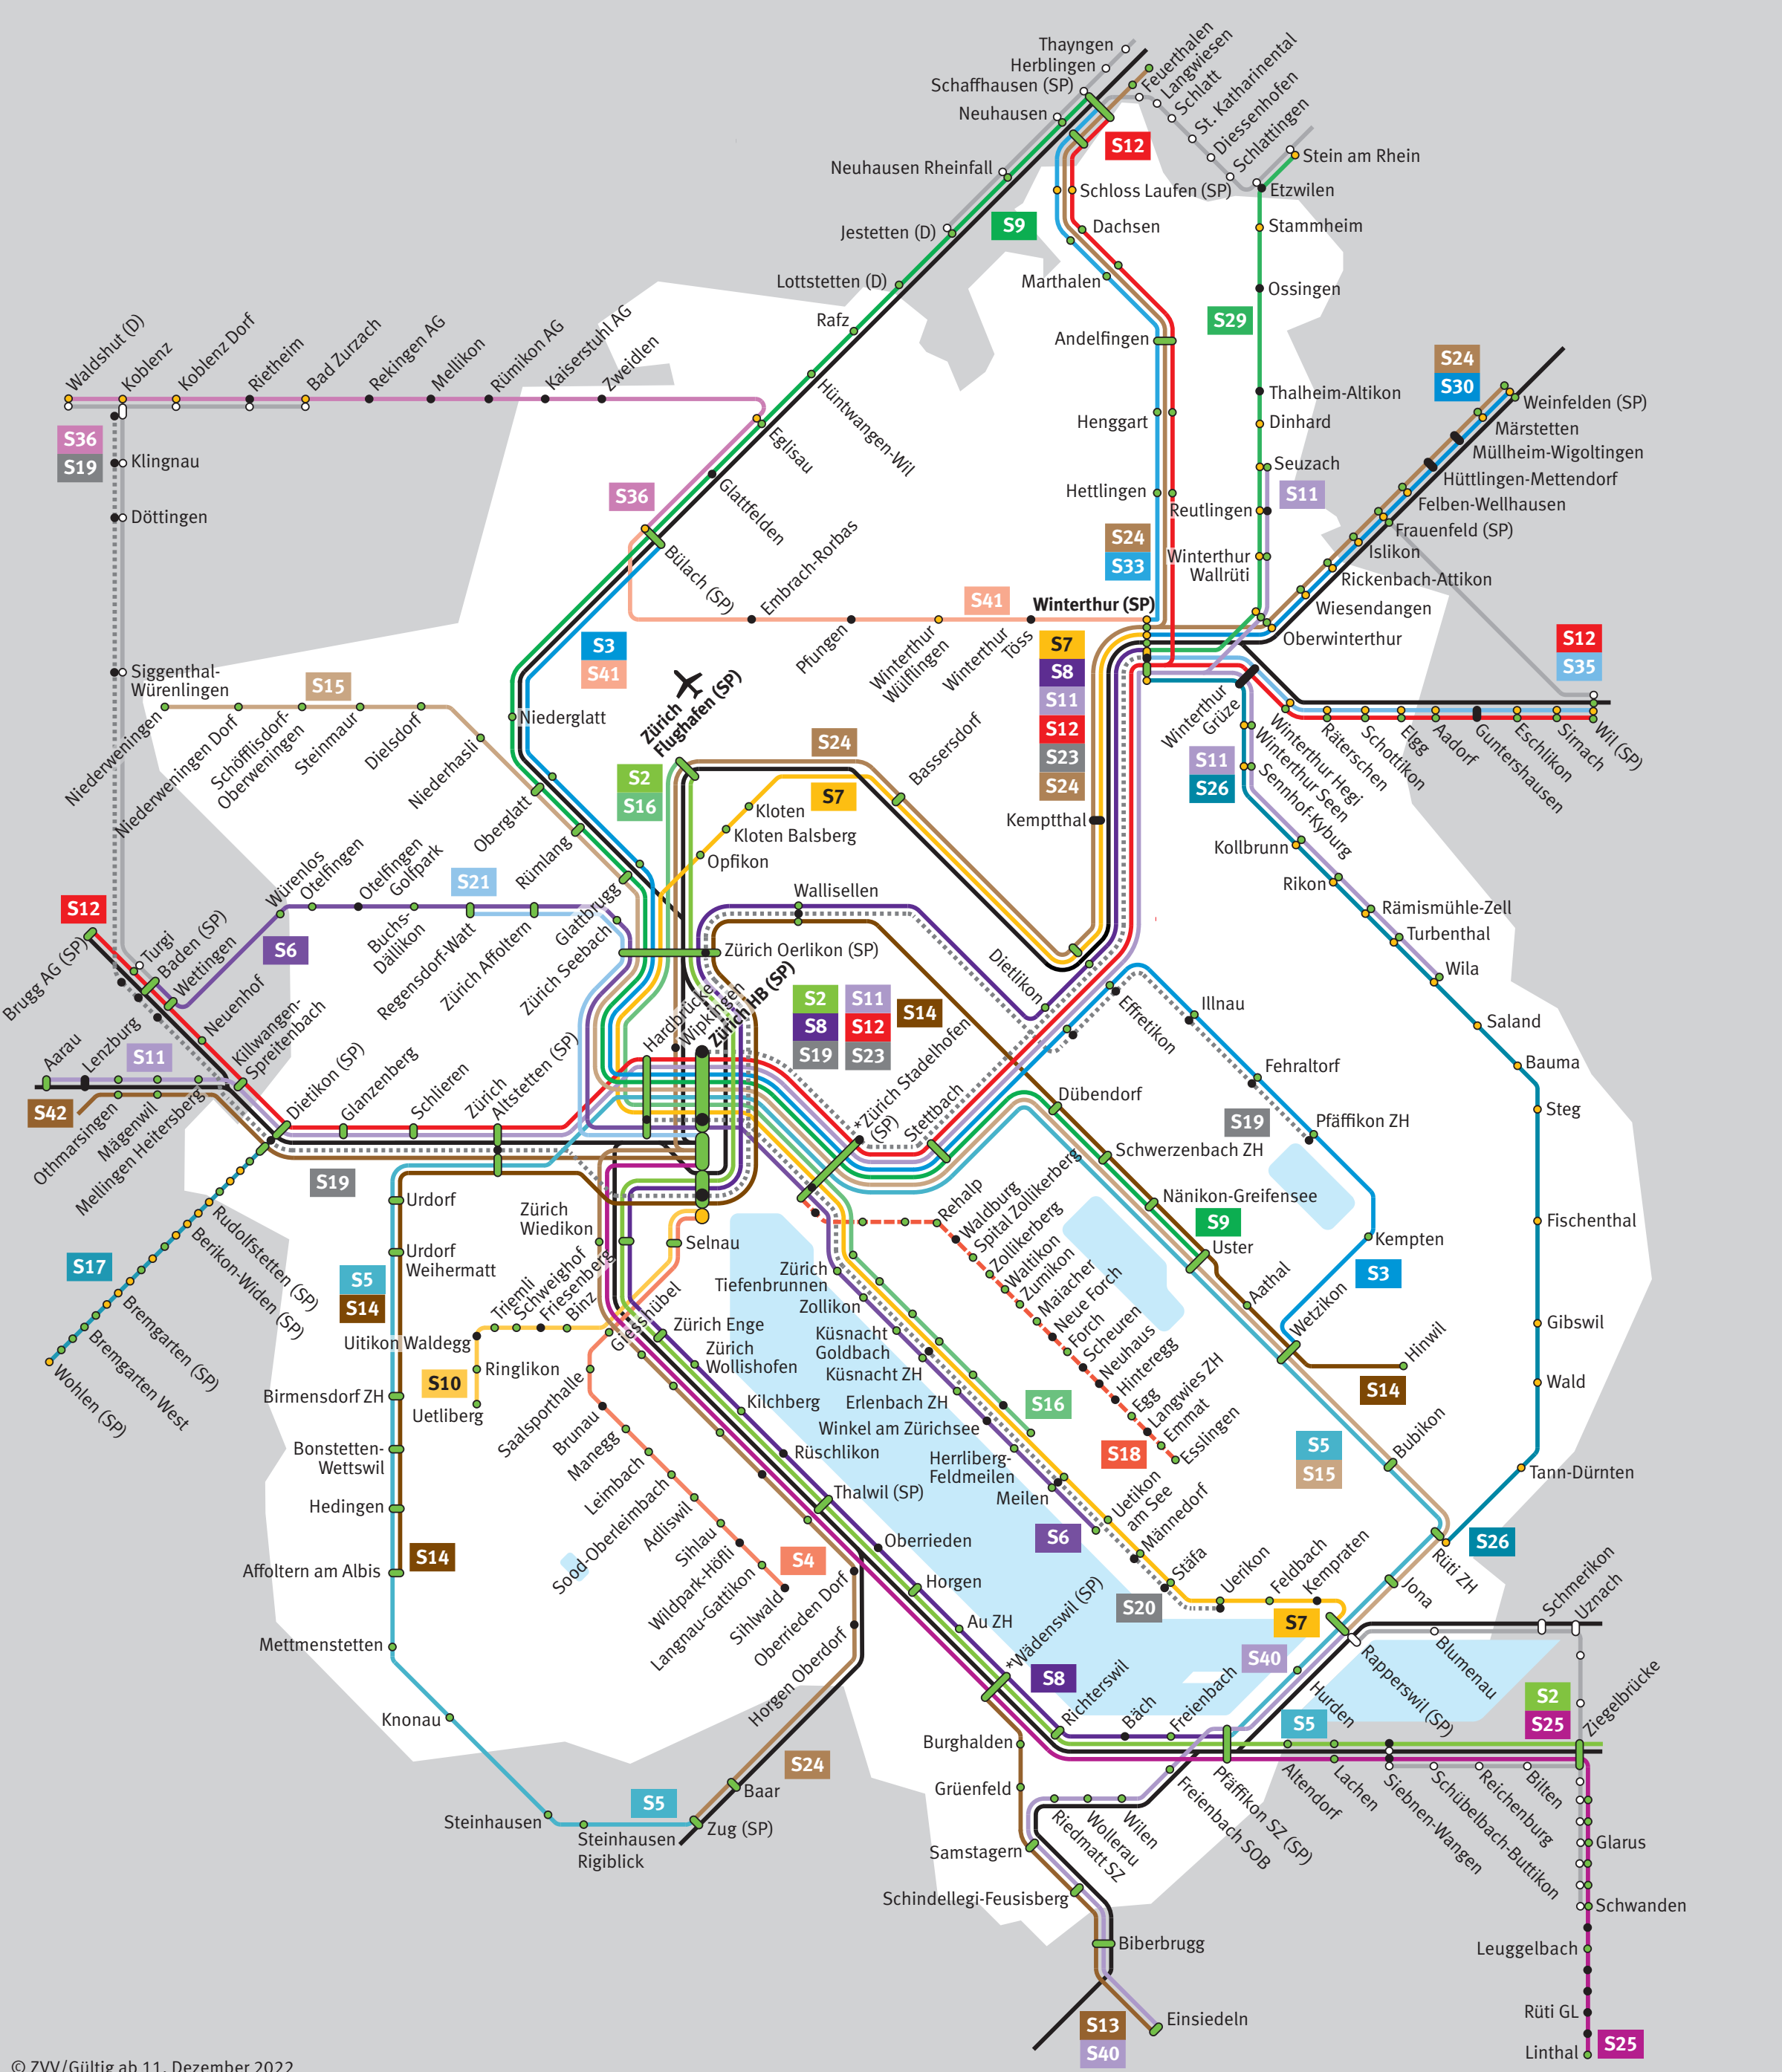 Thayngen
Herblingen
Schaffhausen (SP)
Neuhausen
Neuhausen Rheinfall
Jestetten (D)
Lottstetten (D)
Rafz
Hüntwangen-Wil
Feuerthalen
Langwiesen
Schlatt
St. Katharinental
Diessenhofen
Schlattingen
Stein am Rhein
Etzwilen
Stammheim
Ossingen
Thalheim-Altikon
Dinhard
Seuzach
Reutlingen
Winterthur
Wallrüti
S12
S9
S29
S11
Schloss Laufen (SP)
Dachsen
Marthalen
Andelfingen
Henggart
Hettlingen
S24
S33
S24
S30
Weinfelden (SP)
Märstetten
Müllheim-Wigoltingen
Hüttlingen-Mettendorf
Felben-Wellhausen
Frauenfeld (SP)
Islikon
Rickenbach-Attikon
Wiesendangen
Oberwinterthur
Waldshut (D)
Koblenz
Koblenz Dorf
Rietheim
Bad Zurzach
Rekingen AG
Mellikon
Rümikon AG
Kaiserstuhl AG
Zweidlen
Eglisau
Glattfelden
S36
S19
S36
Klingnau
Döttingen
Siggenthal-
Würenlingen
Bülach (SP)
Embrach-Rorbas
Pfungen
Winterthur
Wülflingen
Winterthur
Töss
S41
Winterthur (SP)
S3
S41
S7
S8
S11
S12
S23
S24
S12
S35
Winterthur
Grüze
Winterthur Hegi
Räterschen
Schottikon
Elgg
Aadorf
Guntershausen
Eschlikon
Sirnach
Wil (SP)
S11
S26
Winterthur Seen
Sennhof-Kyburg
Kollbrunn
Rikon
Rämismühle-Zell
Turbenthal
Wila
Saland
Bauma
Steg
Fischenthal
Gibswil
Wald
Tann-Dürnten
S26
S15
Niederweningen
Niederweningen Dorf
Schöfflisdorf-
Oberweningen
Steinmaur
Dielsdorf
Niederhasli
Niederglatt
Oberglatt
Rümlang
Glattbrugg
Zürich
Flughafen (SP)
S2
S16
S24
S7
Bassersdorf
Kloten
Kloten Balsberg
Opfikon
Kemptthal
Wallisellen
Zürich Oerlikon (SP)
Dietlikon
Effretikon
Illnau
Fehraltorf
Pfäffikon ZH
Kempten
Wetzikon
S19
S3
S12
Brugg AG (SP)
Turgi
Baden (SP)
Wettingen
Neuenhof
Killwangen-
Spreitenbach
S6
Würenlos
Otelfingen
Otelfingen
Golfpark
Buchs-
Dällikon
Regensdorf-Watt
Zürich Affoltern
Zürich Seebach
S21
Aarau
Lenzburg
S11
S42
Othmarsingen
Mägenwil
Mellingen Heitersberg
Dietikon (SP)
Glanzenberg
Schlieren
Zürich
Altstetten (SP)
Hardbrücke
Wipkingen
Zürich HB (SP)
S2
S8
S19
S11
S12
S23
S14
*Zürich Stadelhofen
(SP)
Stettbach
Dübendorf
Schwerzenbach ZH
Nänikon-Greifensee
S9
Uster
Aathal
Hinwil
S14
Bubikon
S5
S15
Rüti ZH
Jona
S19
S17
Rudolfstetten (SP)
Berikon-Widen (SP)
Bremgarten (SP)
Bremgarten West
Wohlen (SP)
Urdorf
Urdorf
Weihermatt
S5
S14
Birmensdorf ZH
Bonstetten-
Wettswil
Hedingen
Affoltern am Albis
S14
Mettmenstetten
Knonau
Steinhausen
Steinhausen
Rigiblick
S5
Zug (SP)
Baar
S24
Horgen Oberdorf
Oberrieden Dorf
Zürich
Wiedikon
Selnau
Triemli
Schweighof
Friesenberg
Binz
Giesshübel
Uitikon Waldegg
Ringlikon
Uetliberg
S10
Saalsporthalle
Brunau
Manegg
Leimbach
Sood-Oberleimbach
Adliswil
Sihlau
Wildpark-Höfli
Langnau-Gattikon
Sihlwald
S4
Zürich Enge
Zürich
Wollishofen
Kilchberg
Rüschlikon
Thalwil (SP)
Oberrieden
Horgen
Au ZH
*Wädenswil (SP)
S8
Richterswil
Bäch
Freienbach
Rehalp
Waldburg
Spital Zollikerberg
Zollikerberg
Waltikon
Zumikon
Maiacher
Neue Forch
Forch
Scheuren
Neuhaus
Hinteregg
Egg
Langwies ZH
Emmat
Esslingen
S18
Zürich
Tiefenbrunnen
Zollikon
Küsnacht
Goldbach
Küsnacht ZH
Erlenbach ZH
Winkel am Zürichsee
Herrliberg-
Feldmeilen
Meilen
S16
S6
Uetikon
am See
Männedorf
Stäfa
S20
Uerikon
Feldbach
Kempraten
S7
S40
Rapperswil (SP)
Hurden
S5
Blumenau
Schmerikon
Uznach
S2
S25
Ziegelbrücke
Burghalden
Grüenfeld
Samstagern
Schindellegi-Feusisberg
Biberbrugg
Einsiedeln
S13
S40
Riedmatt SZ
Wollerau
Wilen
Freienbach SOB
Pfäffikon SZ (SP)
Altendorf
Lachen
Siebnen-Wangen
Schübelbach-Buttikon
Reichenburg
Bilten
Glarus
Schwanden
Leuggelbach
Rüti GL
Linthal
S25
© ZVV/Gültig ab 11. Dezember 2022